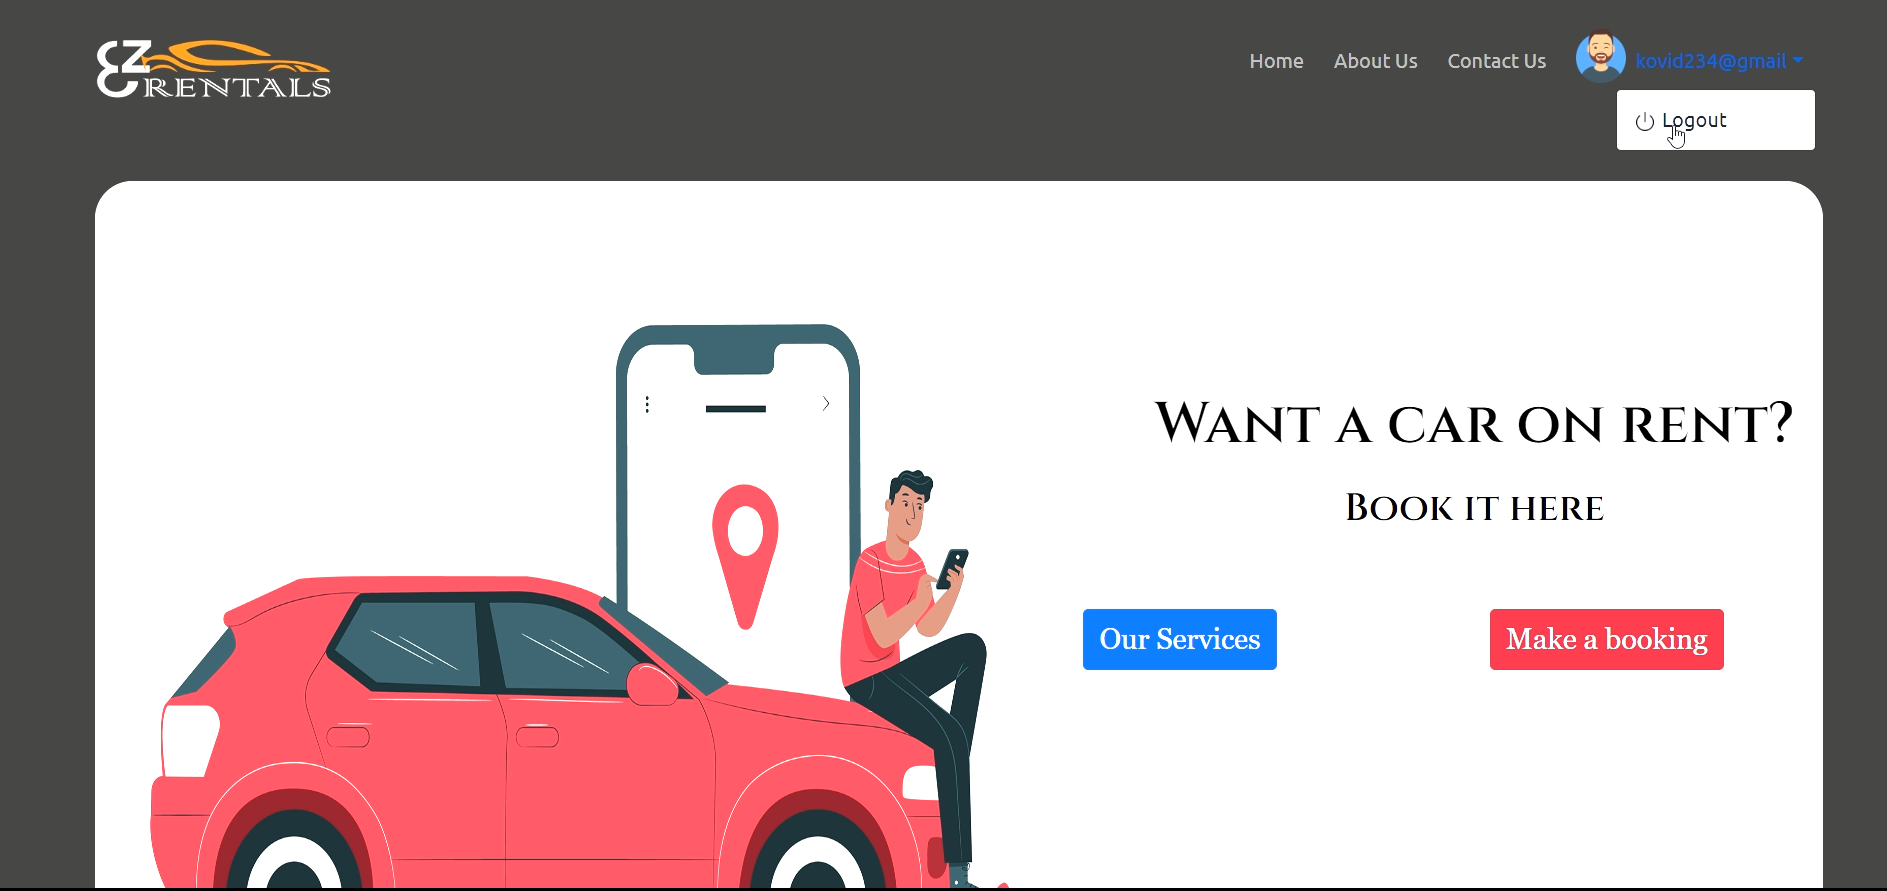 EZ
RENTALS
Home About Us Contact Us kovid234@gmail
Logout
Want a car on rent?
Book it here
Our Services Make a booking